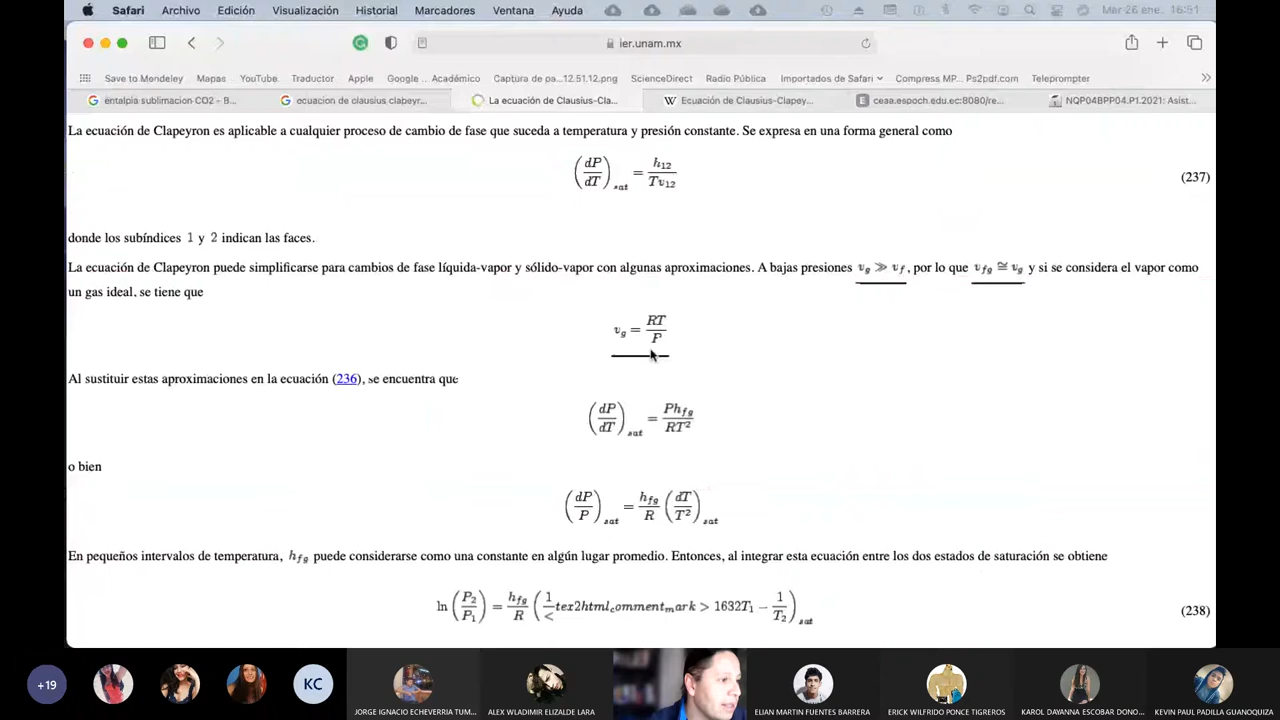 Safari Archivo Edición Visualización Historial Marcadores Ventana Ayuda Mar 26 ene. 16:51
ier.unam.mx
Save to Mendeley Mapas YouTube Traductor Apple Google .. Académico Captura de pa...12.51.12.png ScienceDirect Radio Pública Importados de Safari Compress MP... Ps2pdf.com Teleprompter
entalpia sublimacion CO2 - B... ecuacion de clausius clabeyr... La ecuación de Clausius-Cla... Ecuación de Clausius-Clapey... ceaa.espoch.edu.ec:8080/re... NQP04BPP04.P1.2021: Asist...
La ecuación de Clapeyron es aplicable a cualquier proceso de cambio de fase que suceda a temperatura y presión constante. Se expresa en una forma general como
(dP/dT)sat = h12/Tv12 (237)
donde los subíndices 1 y 2 indican las faces.
La ecuación de Clapeyron puede simplificarse para cambios de fase líquida-vapor y sólido-vapor con algunas aproximaciones. A bajas presiones vg ≫ vf, por lo que vfg ≅ vg y si se considera el vapor como
un gas ideal, se tiene que
vg = RT/P
Al sustituir estas aproximaciones en la ecuación (236), se encuentra que
(dP/dT)sat = Phfg/RT²
o bien
(dP/P)sat = hfg/R (dT/T²)sat
En pequeños intervalos de temperatura, hfg puede considerarse como una constante en algún lugar promedio. Entonces, al integrar esta ecuación entre los dos estados de saturación se obtiene
ln (P2/P1) = hfg/R (1/< tex2htmlcommentmark > 1632T1 − 1/T2)sat (238)
+19 KC JORGE IGNACIO ECHEVERRIA TUM... ALEX WLADIMIR ELIZALDE LARA ELIAN MARTIN FUENTES BARRERA ERICK WILFRIDO PONCE TIGREROS KAROL DAYANNA ESCOBAR DONO... KEVIN PAUL PADILLA GUANOQUIZA